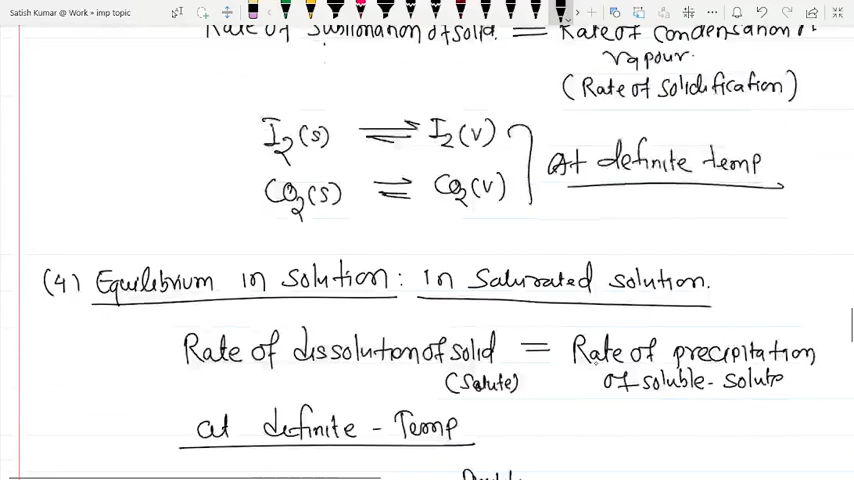 Satish Kumar @ Work » imp topic
Rate of sublimation of solid = Rate of condensation
vapour.
(Rate of solidification)
I2(s) ⇌ I2(v)
CO2(s) ⇌ CO2(v)
At definite temp
(4) Equilibrium in solution: in saturated solution.
Rate of dissolution of solid = Rate of precipitation
(Solute) of soluble-solute
at definite - Temp